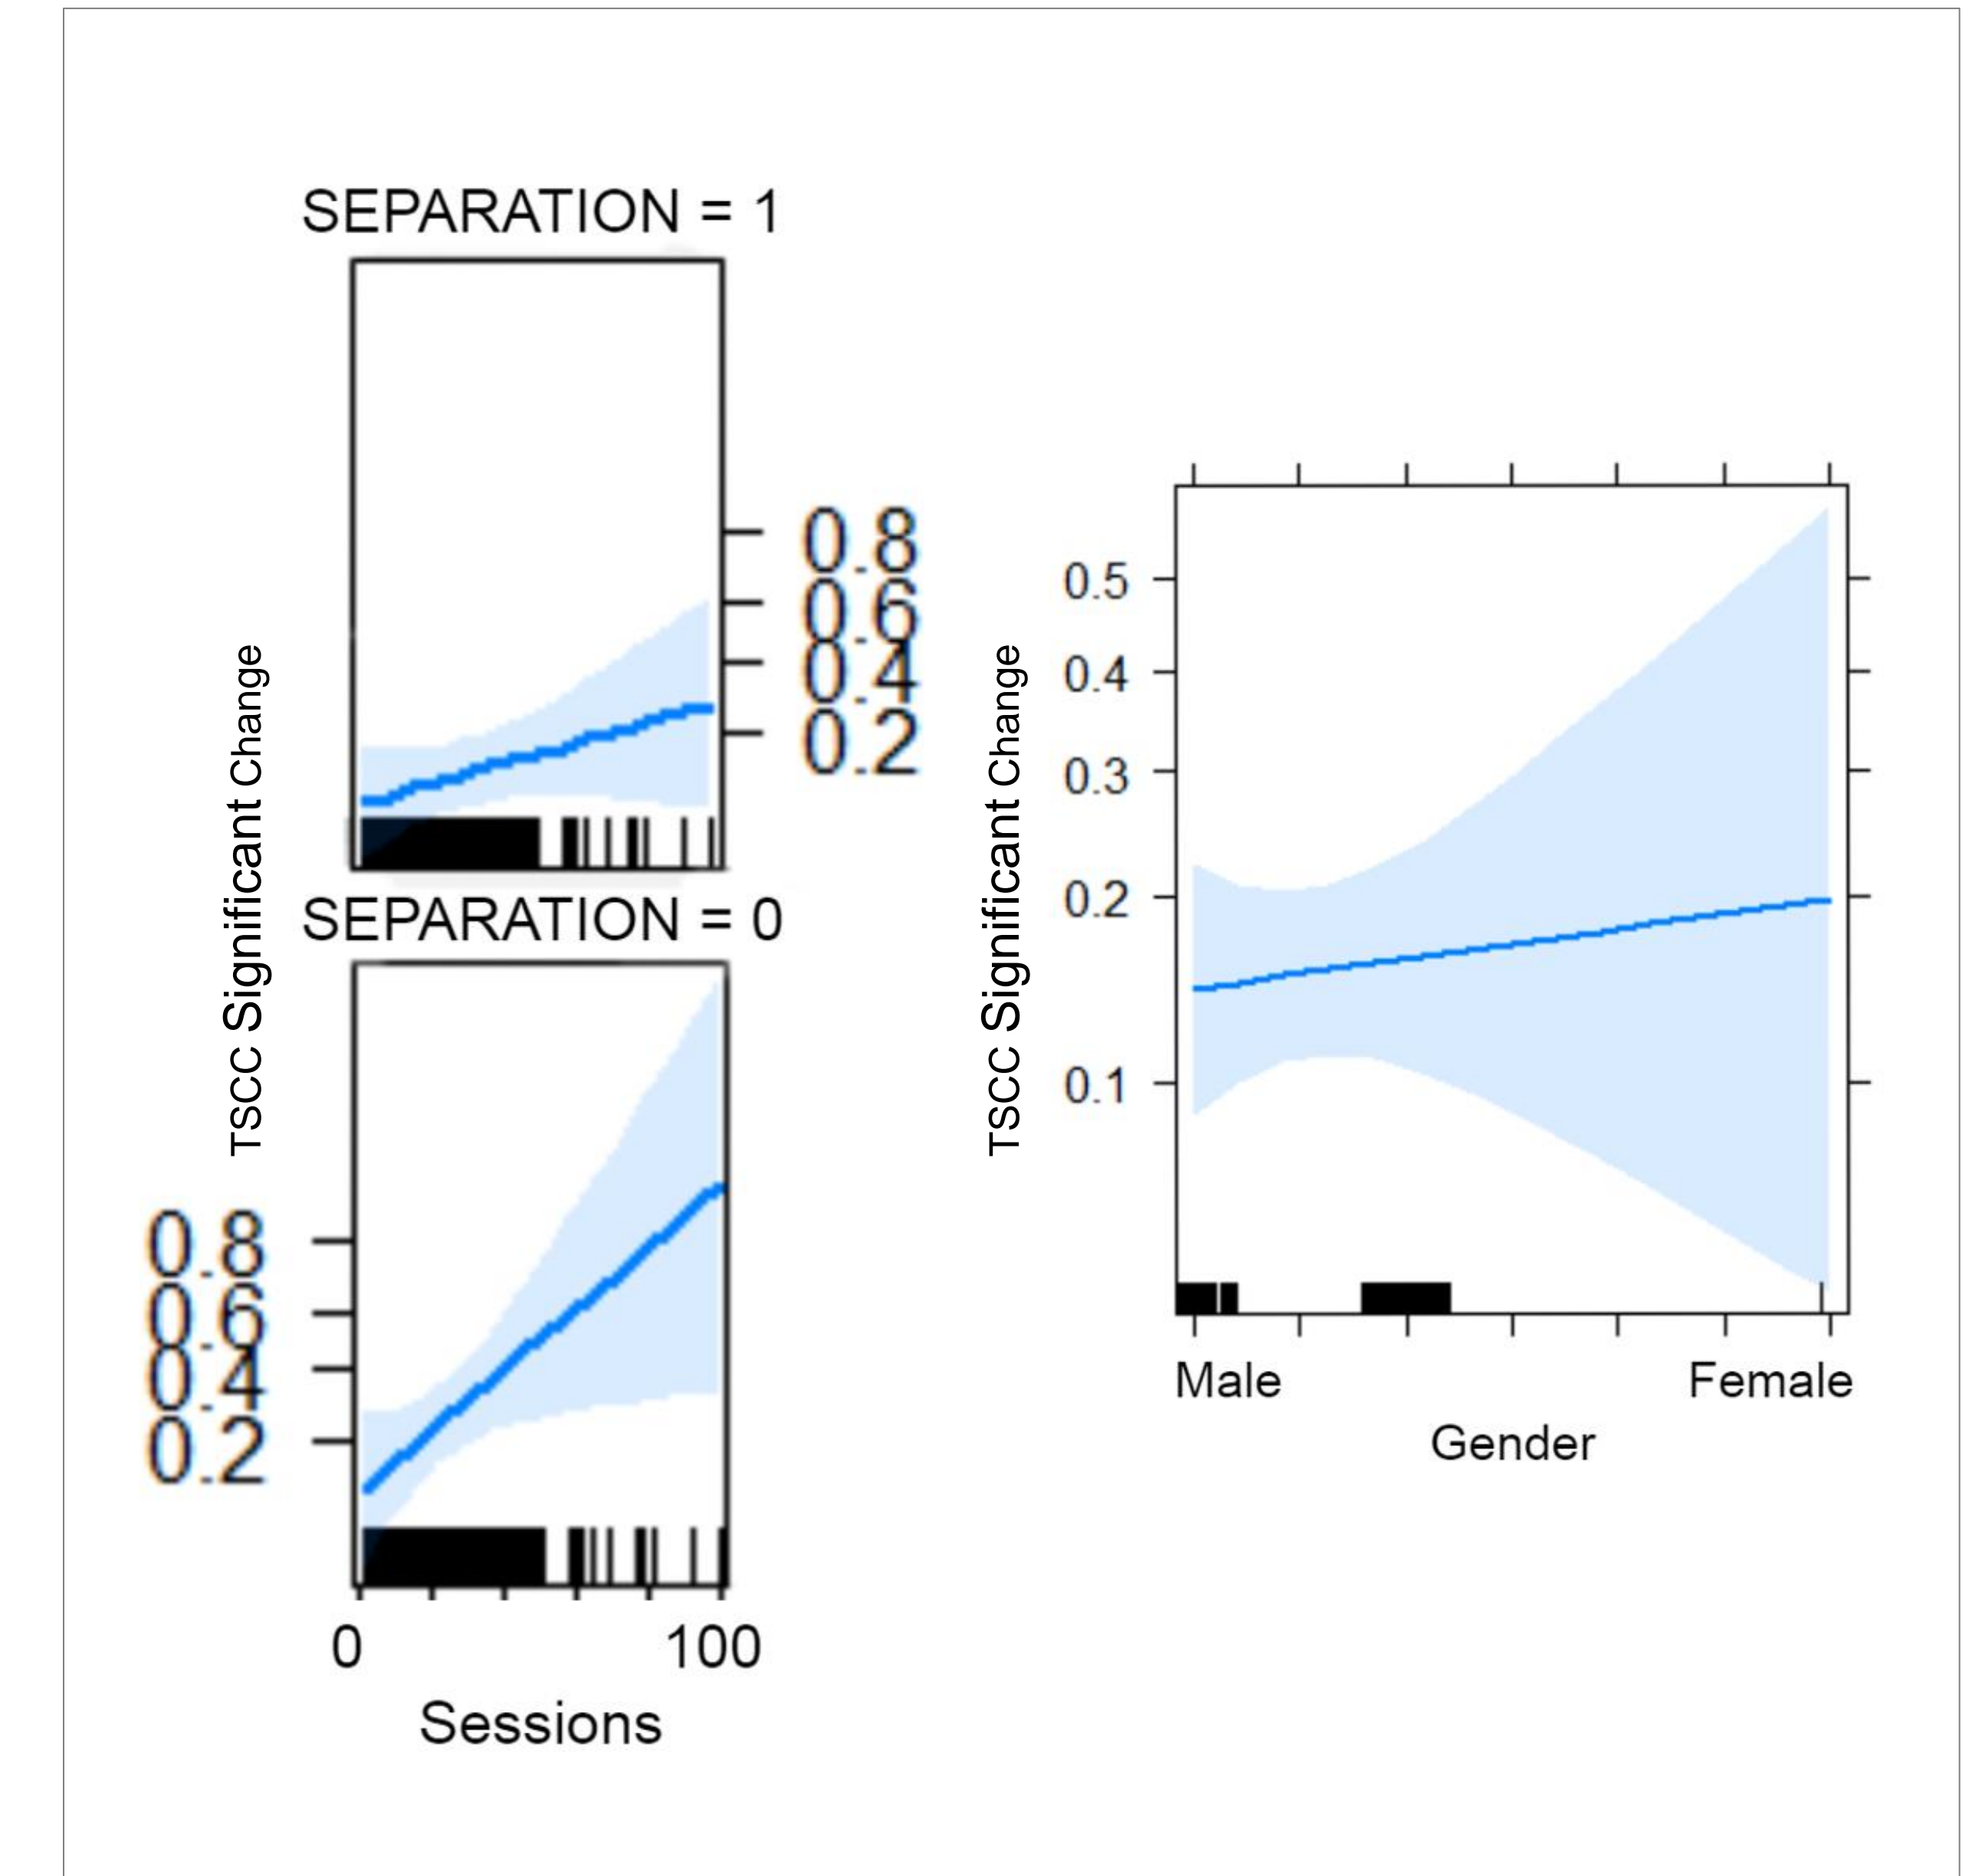 SEPARATION = 1
0.8
0.6
0.4
0.2
TSCC Significant Change
SEPARATION = 0
0.8
0.6
0.4
0.2
0 100
Sessions
TSCC Significant Change
0.5
0.4
0.3
0.2
0.1
Male Female
Gender